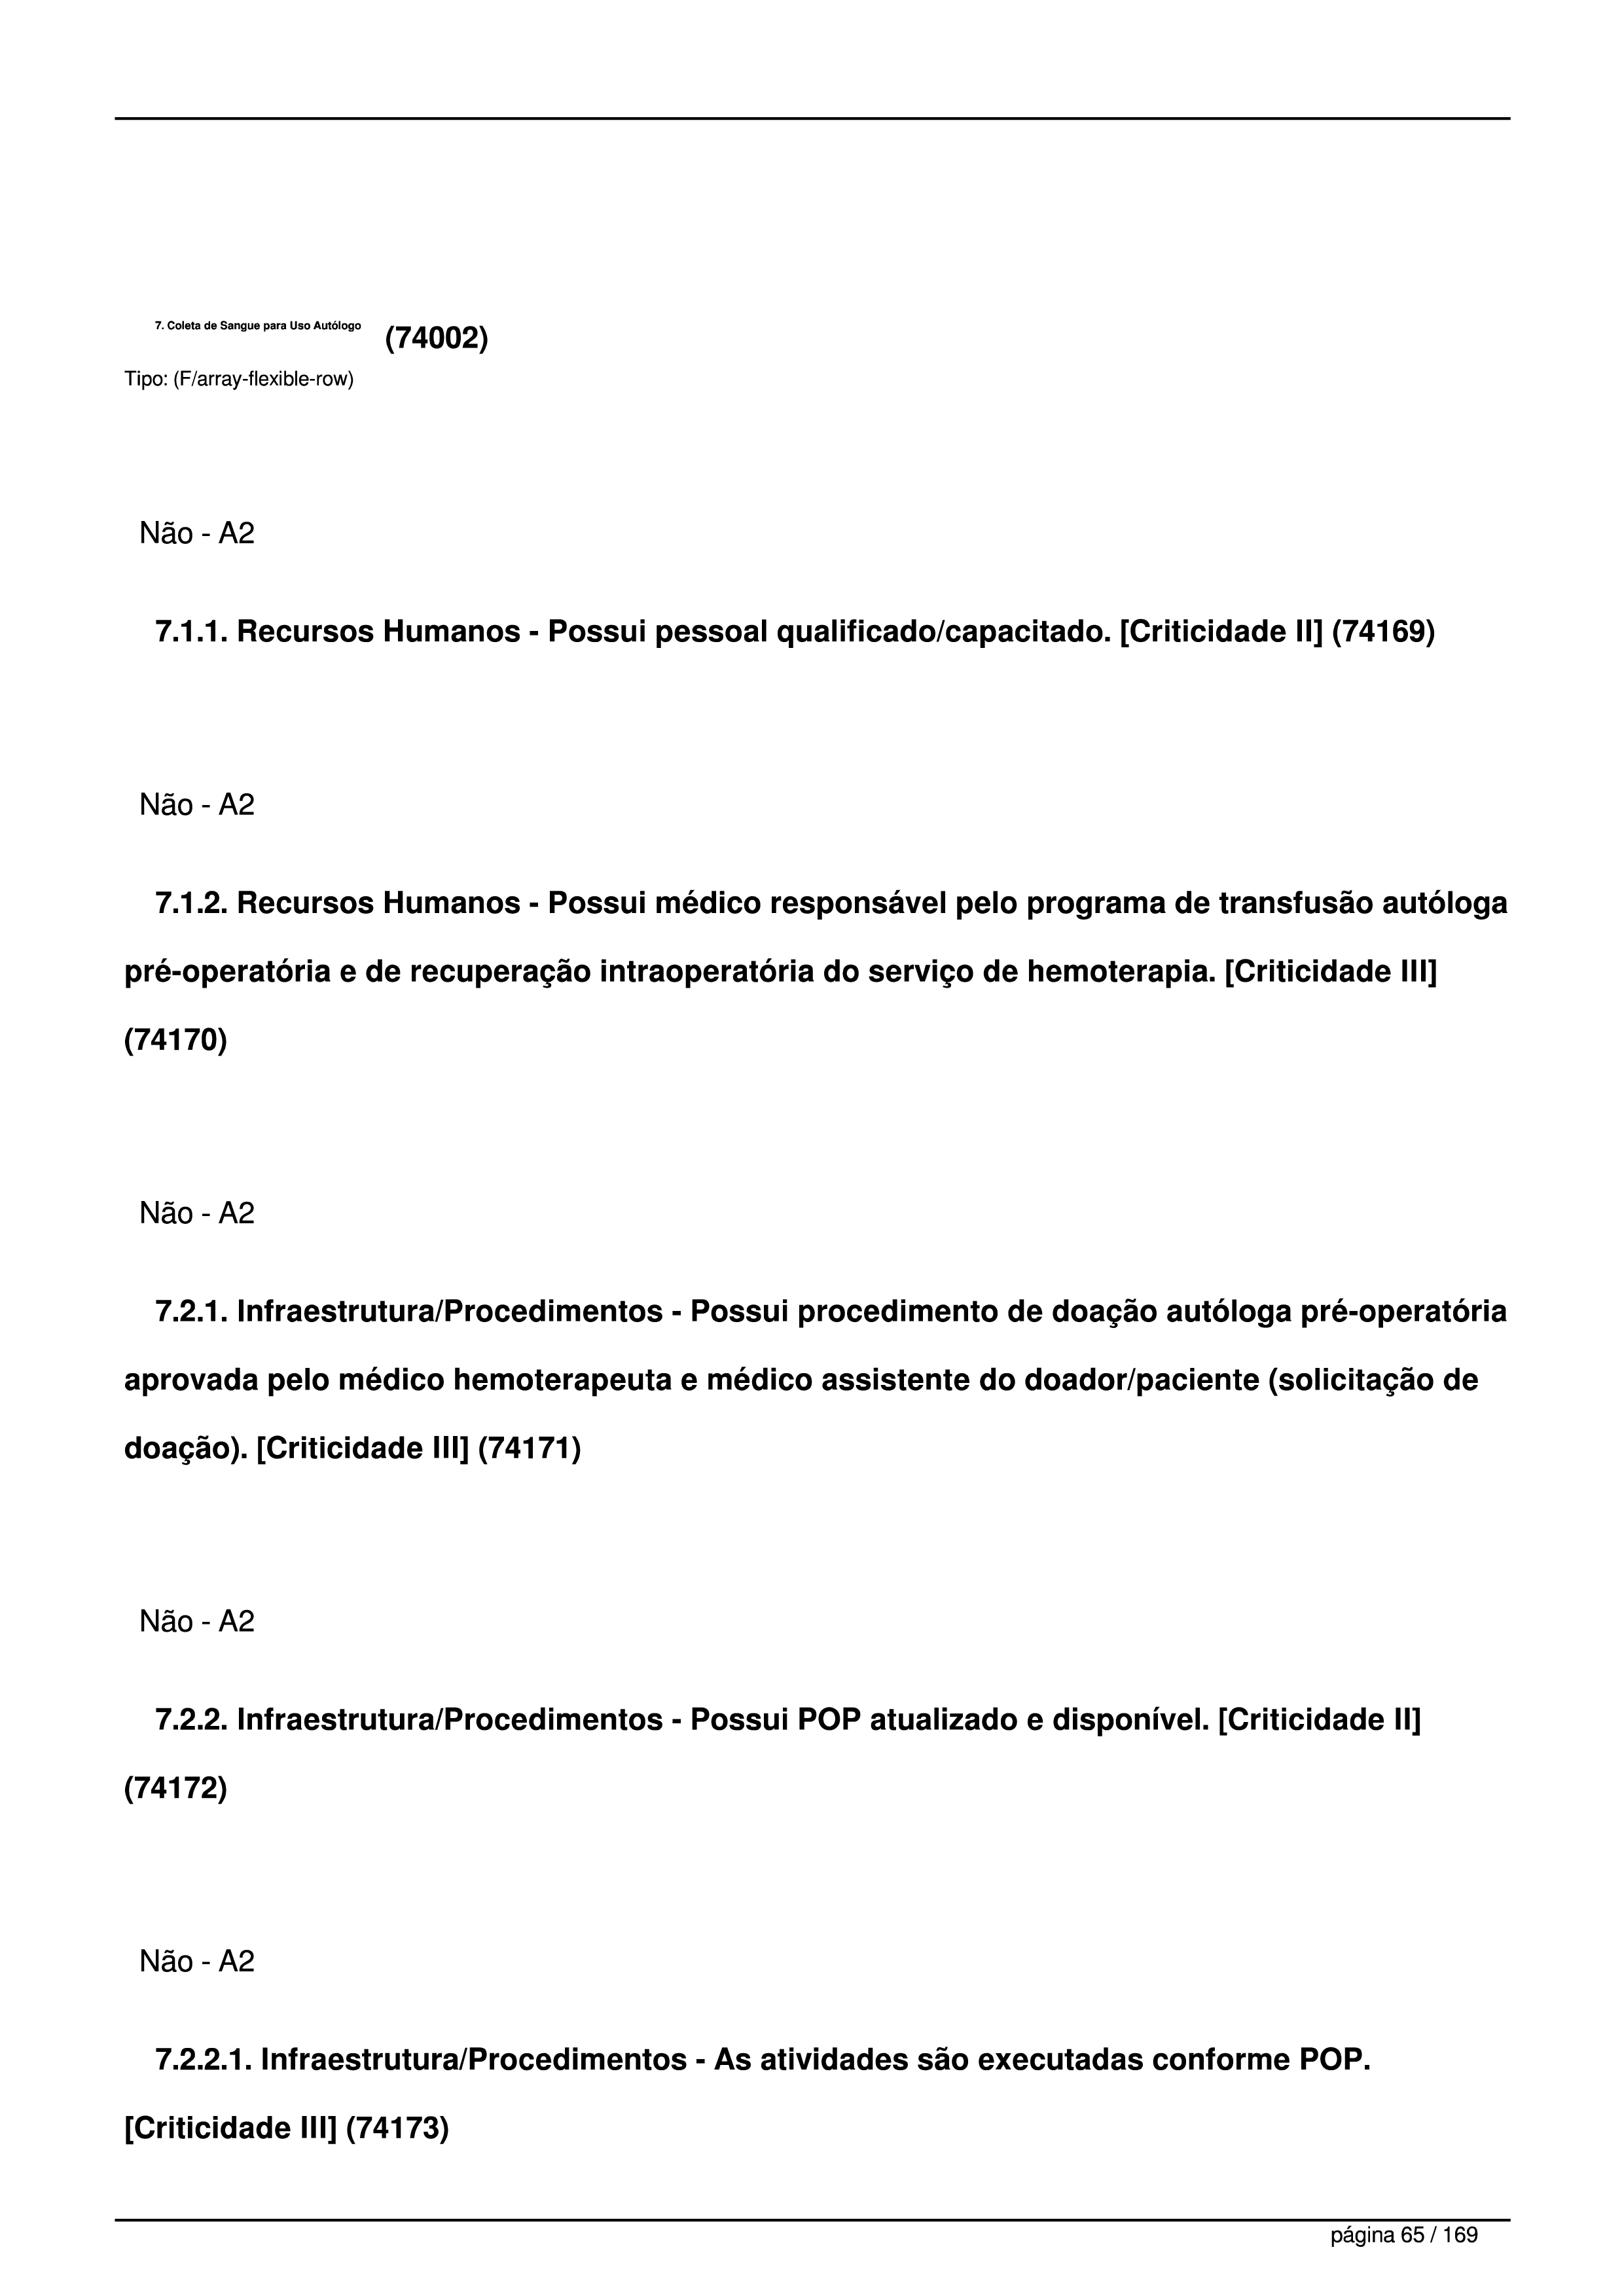 7. Coleta de Sangue para Uso Autólogo (74002)
Tipo: (F/array-flexible-row)
Não - A2
7.1.1. Recursos Humanos - Possui pessoal qualificado/capacitado. [Criticidade II] (74169)
Não - A2
7.1.2. Recursos Humanos - Possui médico responsável pelo programa de transfusão autóloga
pré-operatória e de recuperação intraoperatória do serviço de hemoterapia. [Criticidade III]
(74170)
Não - A2
7.2.1. Infraestrutura/Procedimentos - Possui procedimento de doação autóloga pré-operatória
aprovada pelo médico hemoterapeuta e médico assistente do doador/paciente (solicitação de
doação). [Criticidade III] (74171)
Não - A2
7.2.2. Infraestrutura/Procedimentos - Possui POP atualizado e disponível. [Criticidade II]
(74172)
Não - A2
7.2.2.1. Infraestrutura/Procedimentos - As atividades são executadas conforme POP.
[Criticidade III] (74173)
página 65 / 169